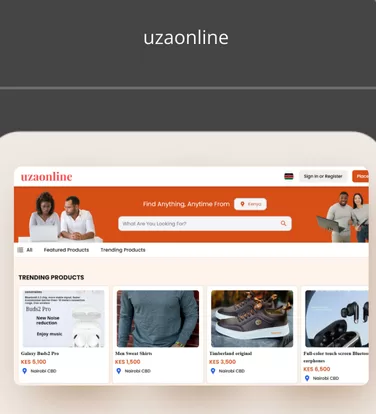 uzaonline
uzaonline
Sign in or Register
Find Anything, Anytime From
Kenya
What Are You Looking For?
All
Featured Products
Trending Products
TRENDING PRODUCTS
Buds2 Pro
New Noise
reduction
Enjoy music
Galaxy Buds2 Pro
KES 5,100
Nairobi CBD
Men Sweat Shirts
KES 1,500
Nairobi CBD
Timberland original
KES 3,500
Nairobi CBD
Full-color touch screen Bluetoo
earphones
KES 6,500
Nairobi CBD